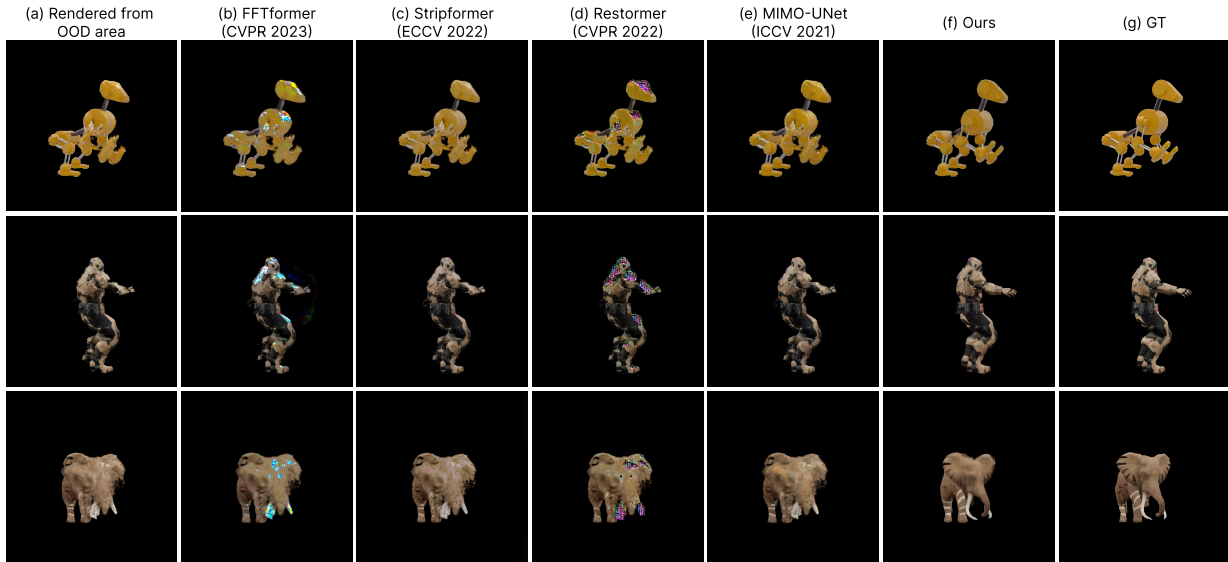 (a) Rendered from
OOD area
(b) FFTformer
(CVPR 2023)
(c) Stripformer
(ECCV 2022)
(d) Restormer
(CVPR 2022)
(e) MIMO-UNet
(ICCV 2021)
(f) Ours
(g) GT